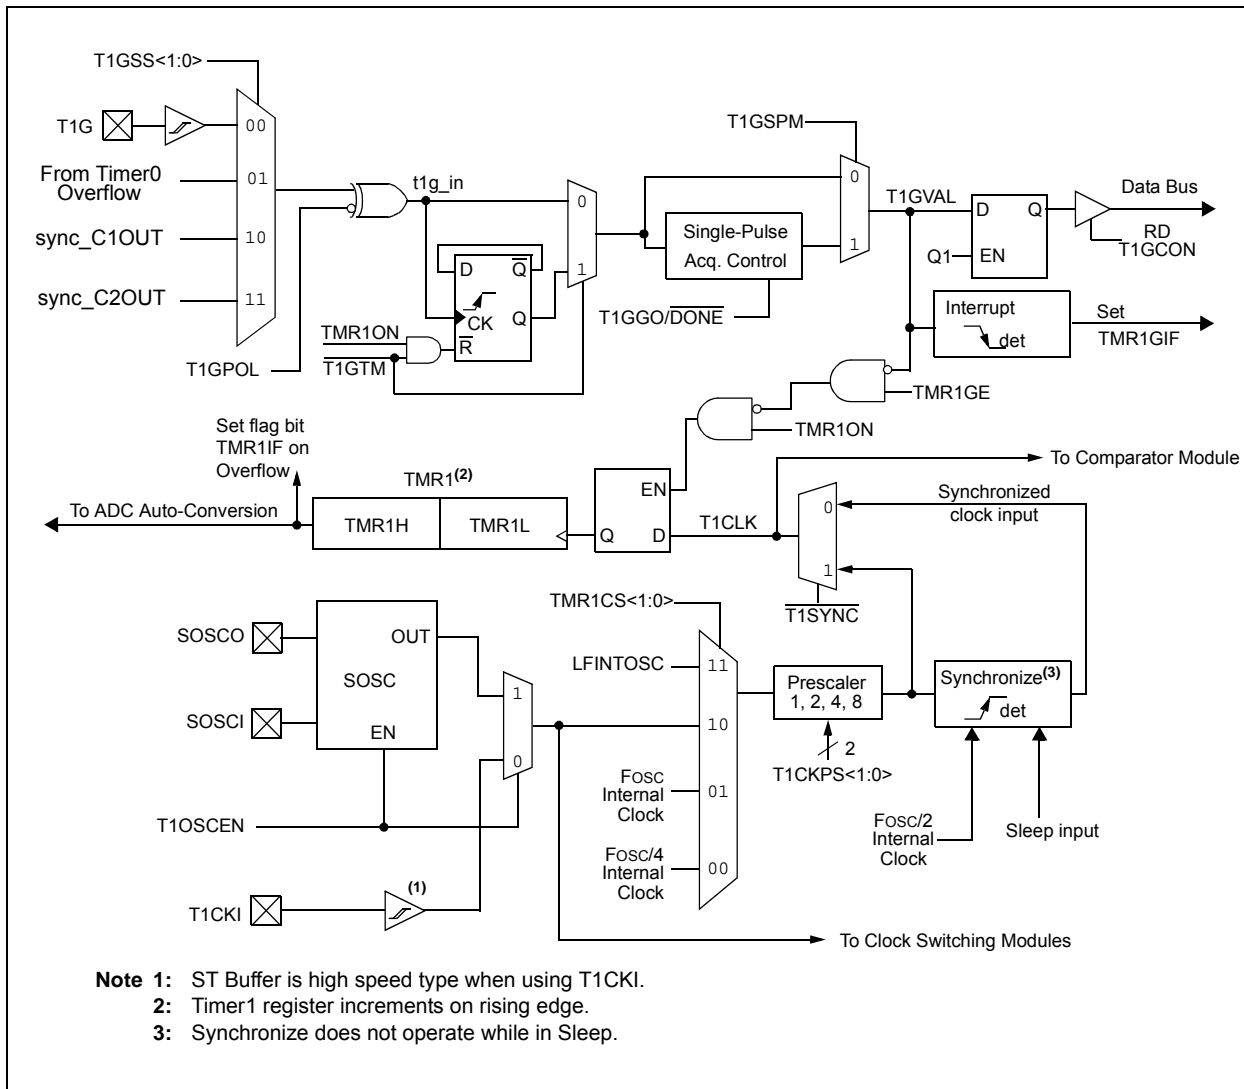 T1GSS<1:0>
T1G
00
From Timer0
Overflow
01
sync_C1OUT
10
sync_C2OUT
11
T1GPOL
t1g_in
0
1
D
Q
CK
Q
R
TMR1ON
T1GTM
T1GSPM
Single-Pulse
Acq. Control
T1GGO/DONE
0
1
T1GVAL
D
Q
Q1
EN
Data Bus
RD
T1GCON
Interrupt
det
Set
TMR1GIF
TMR1GE
TMR1ON
Set flag bit
TMR1IF on
Overflow
To ADC Auto-Conversion
TMR1(2)
TMR1H
TMR1L
EN
Q
D
T1CLK
To Comparator Module
Synchronized
clock input
0
1
T1SYNC
SOSCO
OUT
SOSC
SOSCI
EN
1
0
T1OSCEN
T1CKI
(1)
TMR1CS<1:0>
LFINTOSC
11
10
FOSC
Internal
Clock
01
FOSC/4
Internal
Clock
00
Prescaler
1, 2, 4, 8
2
T1CKPS<1:0>
Synchronize(3)
det
FOSC/2
Internal
Clock
Sleep input
To Clock Switching Modules
Note 1: ST Buffer is high speed type when using T1CKI.
2: Timer1 register increments on rising edge.
3: Synchronize does not operate while in Sleep.